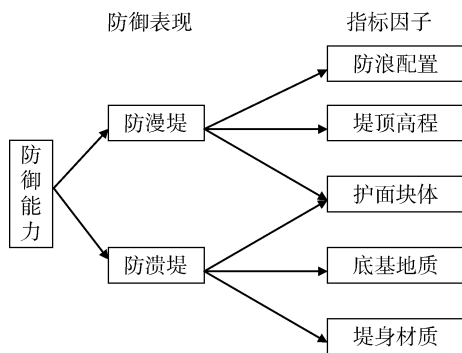 防御表现
指标因子
防浪配置
防漫堤
堤顶高程
防御能力
护面块体
防溃堤
底基地质
堤身材质